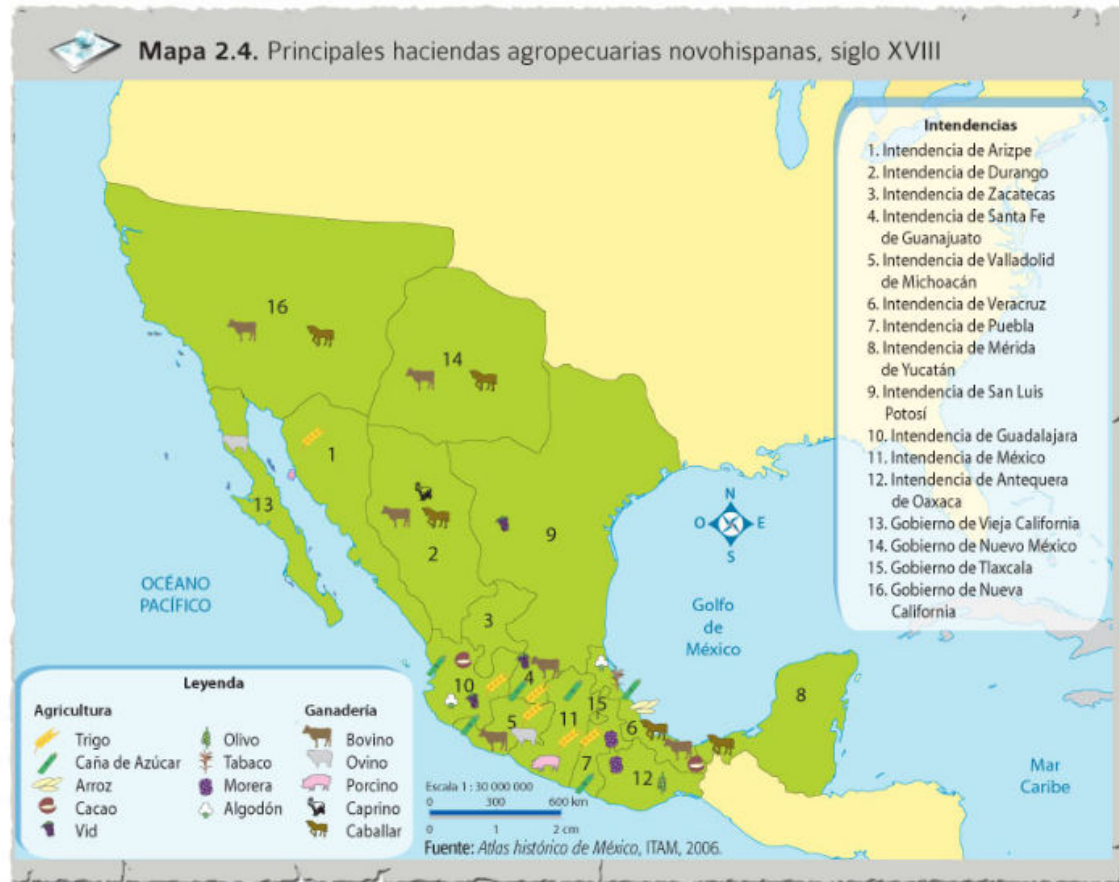 Mapa 2.4. Principales haciendas agropecuarias novohispanas, siglo XVIII
Intendencias
1. Intendencia de Arizpe
2. Intendencia de Durango
3. Intendencia de Zacatecas
4. Intendencia de Santa Fe
de Guanajuato
5. Intendencia de Valladolid
de Michoacán
6. Intendencia de Veracruz
7. Intendencia de Puebla
8. Intendencia de Mérida
de Yucatán
9. Intendencia de San Luis
Potosí
10. Intendencia de Guadalajara
11. Intendencia de México
12. Intendencia de Antequera
de Oaxaca
13. Gobierno de Vieja California
14. Gobierno de Nuevo México
15. Gobierno de Tlaxcala
16. Gobierno de Nueva
California
16
14
1
13
9
2
N
O
E
S
OCÉANO
PACÍFICO
Golfo
de
México
3
4
10
15
8
5
11
6
7
12
Mar
Caribe
Leyenda
Agricultura
Trigo
Caña de Azúcar
Arroz
Cacao
Vid
Olivo
Tabaco
Morera
Algodón
Ganadería
Bovino
Ovino
Porcino
Caprino
Caballar
Escala 1 : 30 000 000
0 300 600 km
0 1 2 cm
Fuente: Atlas histórico de México, ITAM, 2006.